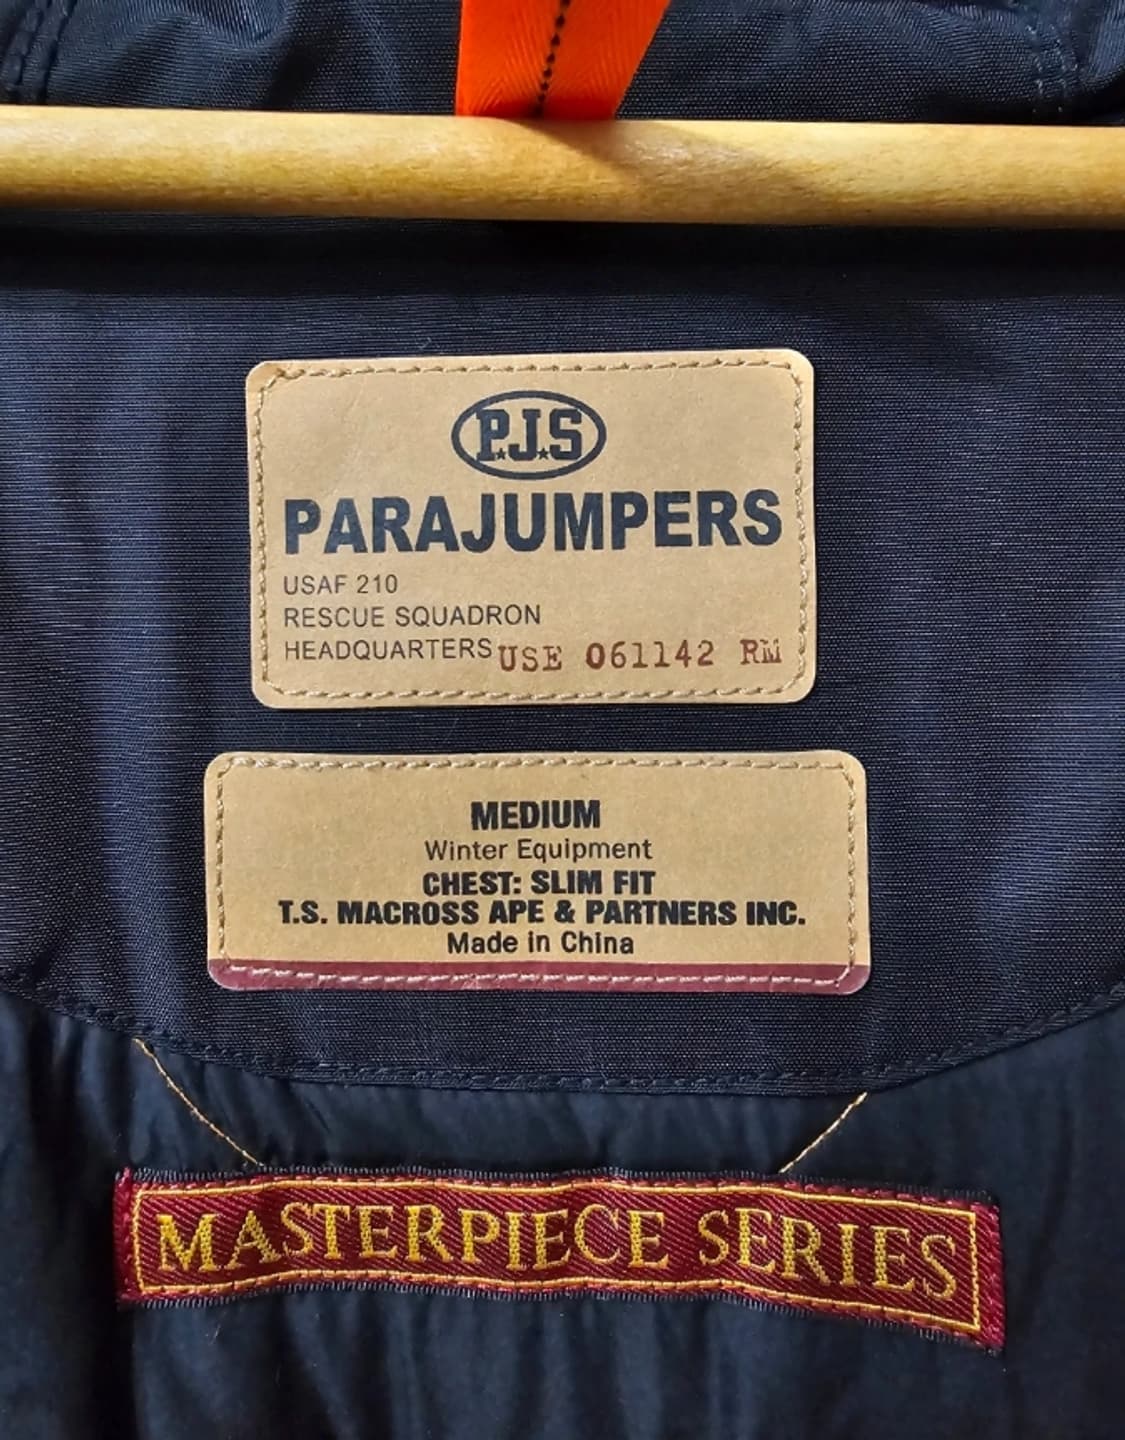 P.J.S
PARAJUMPERS
USAF 210
RESCUE SQUADRON
HEADQUARTERS USE 061142 RM
MEDIUM
Winter Equipment
CHEST: SLIM FIT
T.S. MACROSS APE & PARTNERS INC.
Made in China
MASTERPIECE SERIES